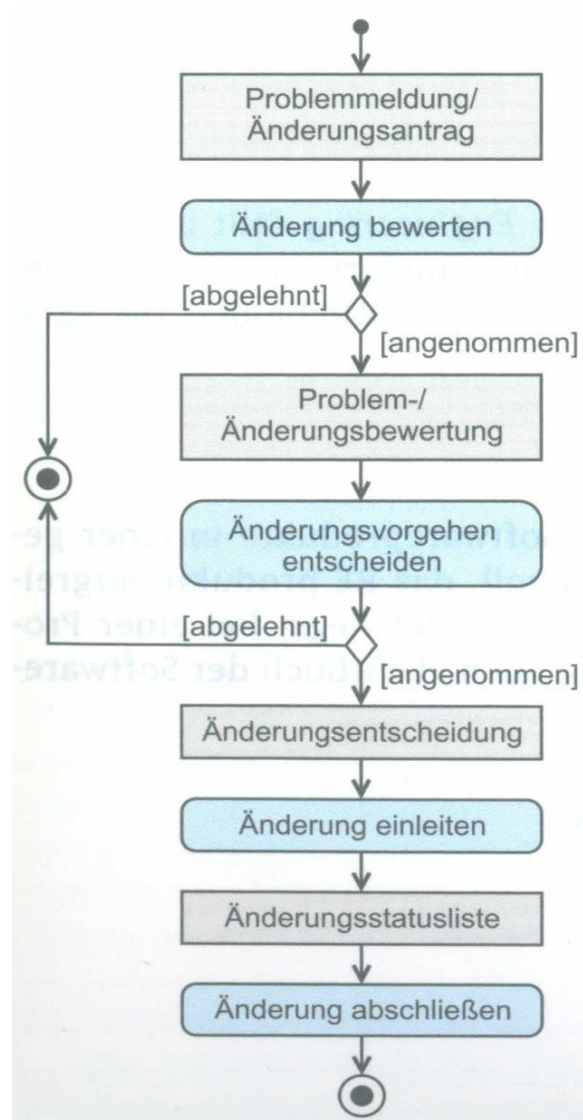 Problemmeldung/
Änderungsantrag
Änderung bewerten
[abgelehnt]
[angenommen]
Problem-/
Änderungsbewertung
Änderungsvorgehen
entscheiden
[abgelehnt]
[angenommen]
Änderungsentscheidung
Änderung einleiten
Änderungsstatusliste
Änderung abschließen